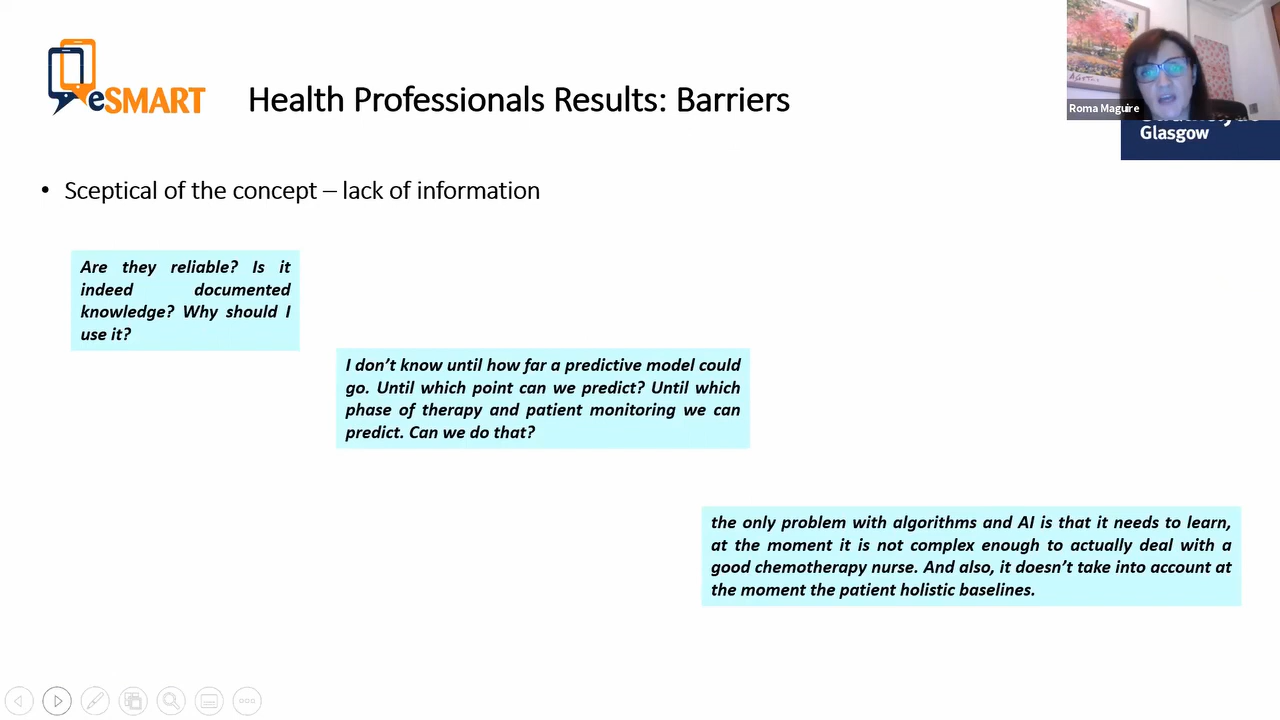 eSMART
Health Professionals Results: Barriers
Roma Maguire
Glasgow
• Sceptical of the concept – lack of information
Are they reliable? Is it
indeed documented
knowledge? Why should I
use it?
I don’t know until how far a predictive model could
go. Until which point can we predict? Until which
phase of therapy and patient monitoring we can
predict. Can we do that?
the only problem with algorithms and AI is that it needs to learn,
at the moment it is not complex enough to actually deal with a
good chemotherapy nurse. And also, it doesn’t take into account at
the moment the patient holistic baselines.